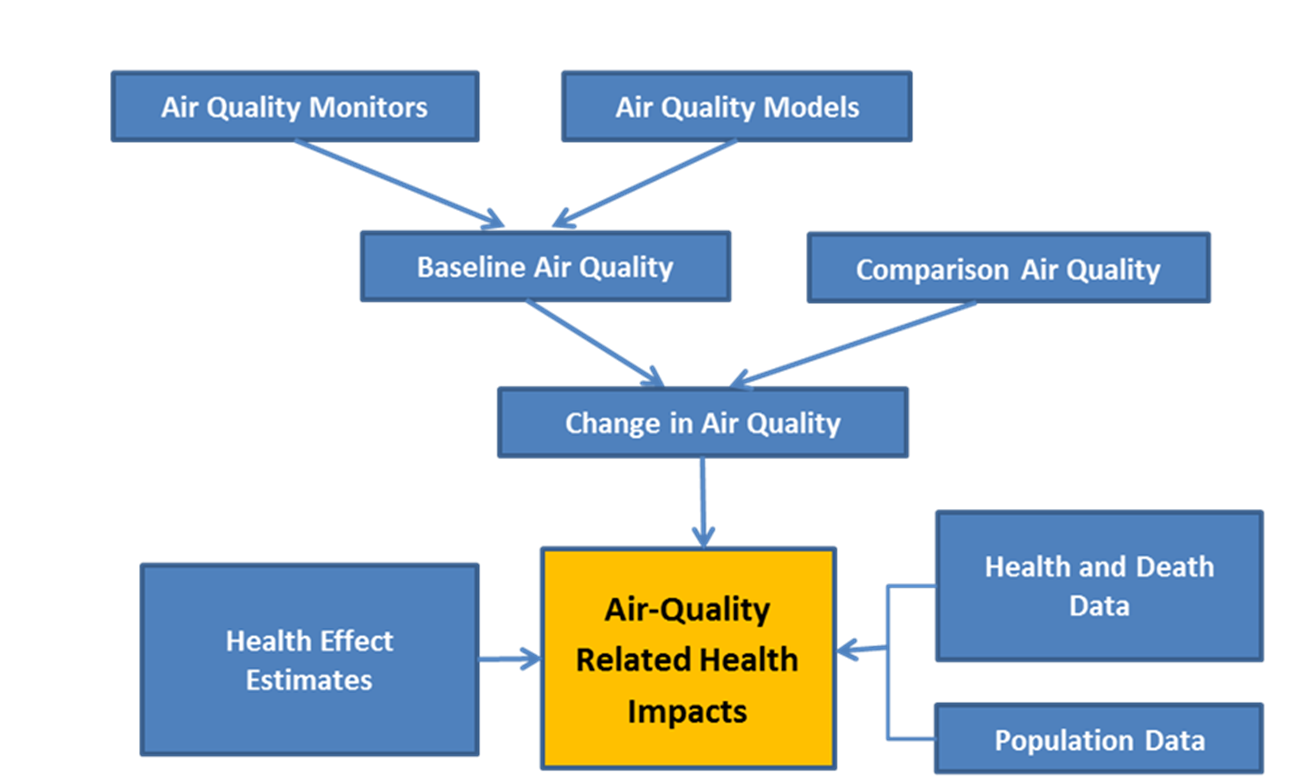 Air Quality Monitors
Air Quality Models
Baseline Air Quality
Comparison Air Quality
Change in Air Quality
Health Effect
Estimates
Air-Quality
Related Health
Impacts
Health and Death
Data
Population Data